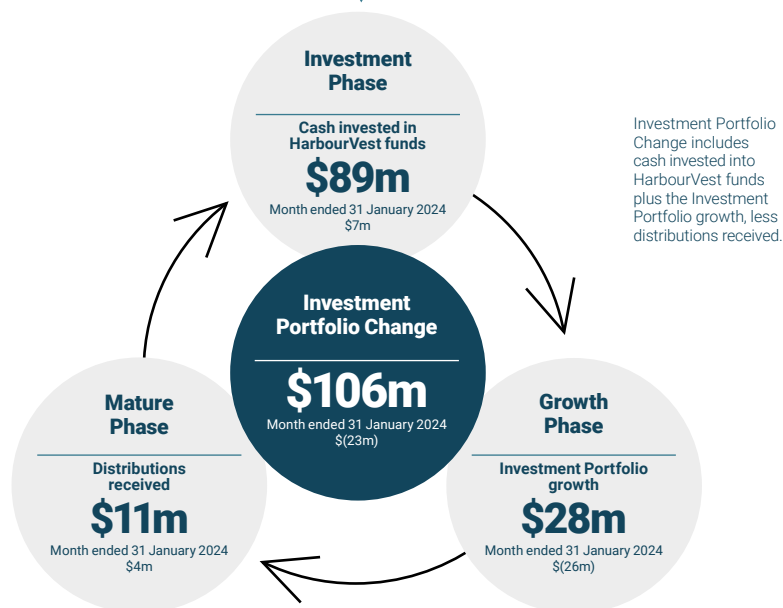 Investment
Phase
Cash invested in
HarbourVest funds
$89m
Month ended 31 January 2024
$7m
Investment Portfolio
Change includes
cash invested into
HarbourVest funds
plus the Investment
Portfolio growth, less
distributions received.
Investment
Portfolio Change
$106m
Month ended 31 January 2024
$(23m)
Mature
Phase
Distributions
received
$11m
Month ended 31 January 2024
$4m
Growth
Phase
Investment Portfolio
growth
$28m
Month ended 31 January 2024
$(26m)